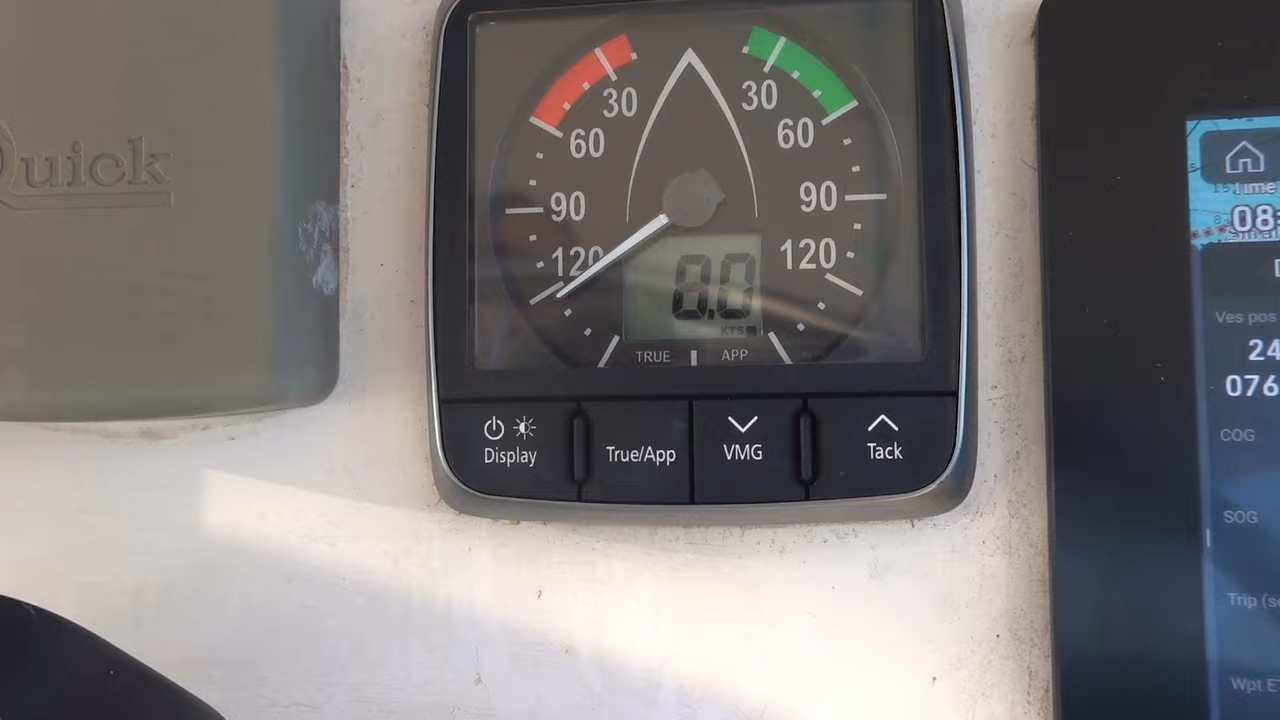 Quick
30
30
60
60
90
90
120
120
8.0
KTS
TRUE
APP
Display
True/App
VMG
Tack
Time
08:
Ves pos
24
076
COG
SOG
Trip
Wpt